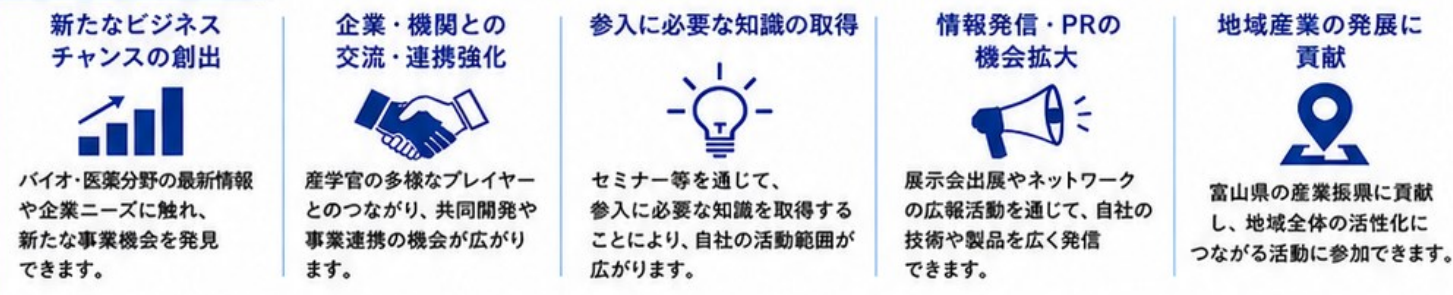 新たなビジネス
チャンスの創出
バイオ・医薬分野の最新情報
や企業ニーズに触れ、
新たな事業機会を発見
できます。
企業・機関との
交流・連携強化
産学官の多様なプレイヤー
とのつながり、共同開発や
事業連携の機会が広がり
ます。
参入に必要な知識の取得
セミナー等を通じて、
参入に必要な知識を取得する
ことにより、自社の活動範囲が
広がります。
情報発信・PRの
機会拡大
展示会出展やネットワーク
の広報活動を通じて、自社の
技術や製品を広く発信
できます。
地域産業の発展に
貢献
富山県の産業振県に貢献
し、地域全体の活性化に
つながる活動に参加できます。